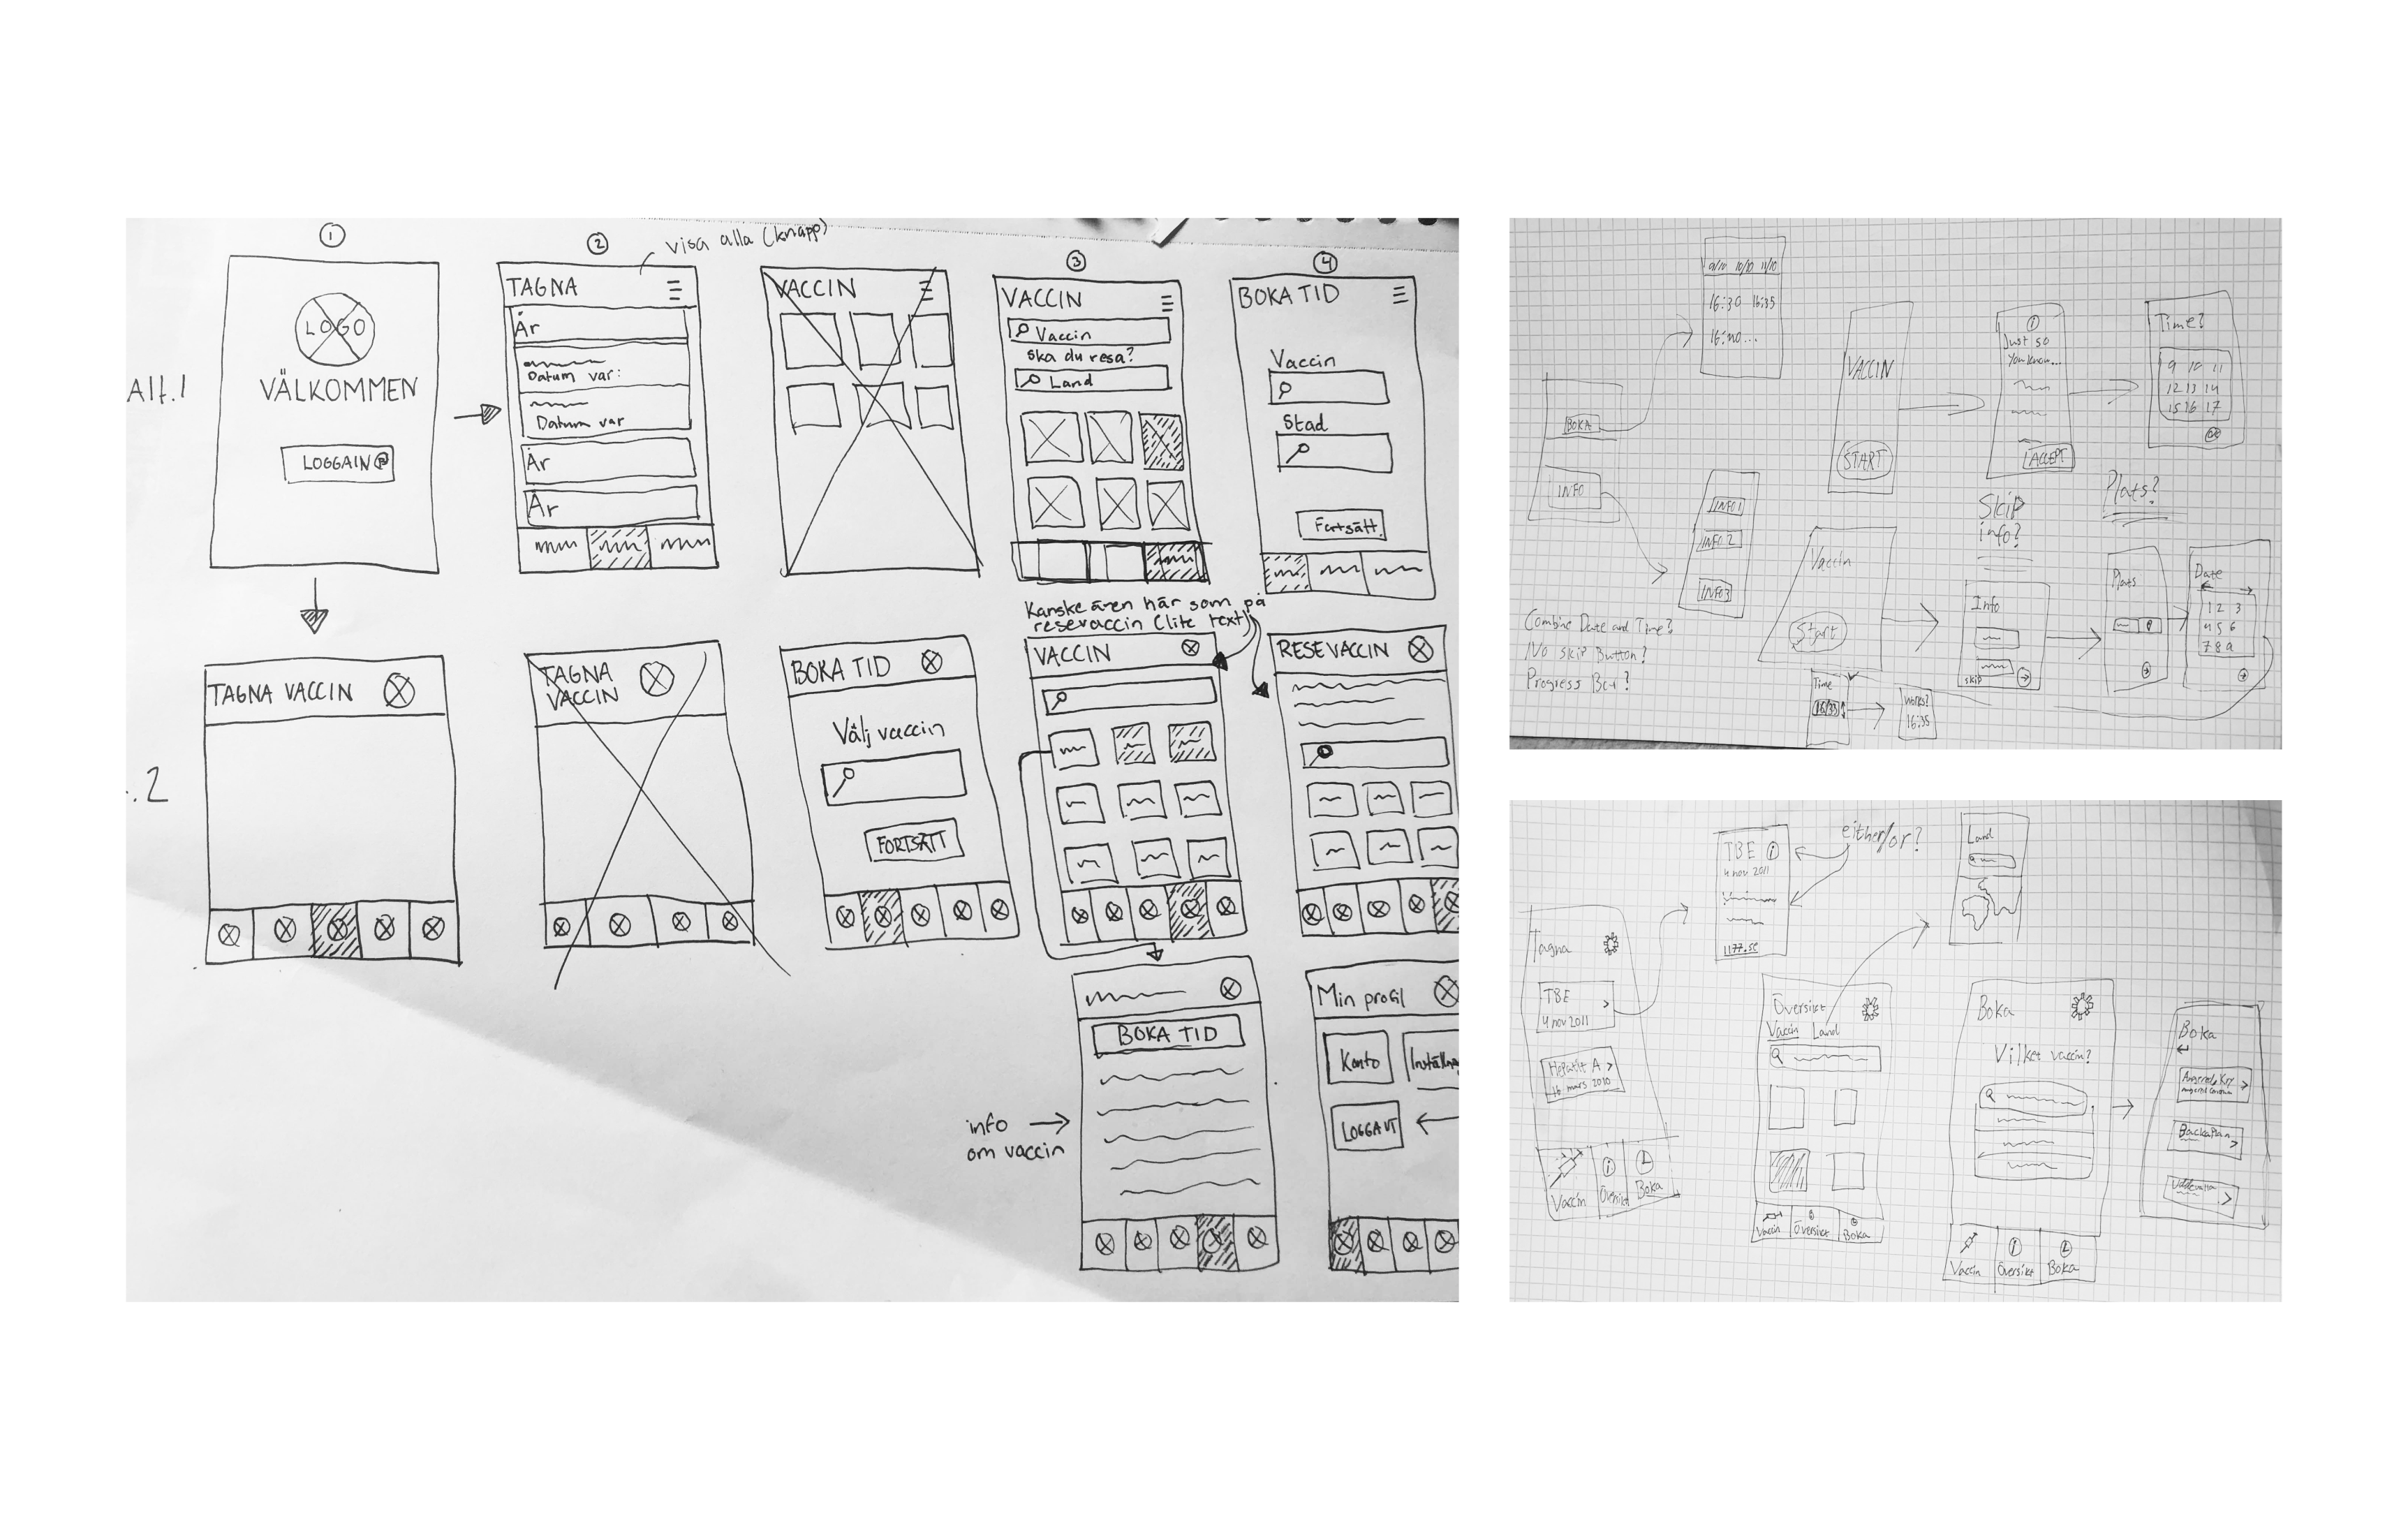 1
2
visa alla (knapp)
3
4
Alt.1
LOGO
VÄLKOMMEN
LOGGA IN
TAGNA
År
Datum var:
Datum var
År
År
VACCIN
VACCIN
Vaccin
ska du resa?
Land
BOKA TID
Vaccin
Stad
Fortsätt
Kanske även här som på
resevaccin (lite text)
.2
TAGNA VACCIN
TAGNA
VACCIN
BOKA TID
Välj vaccin
FORTSÄTT
VACCIN
RESEVACCIN
BOKA TID
info
om vaccin
Min profil
Konto
LOGGA UT
9/10 10/10 11/10
16:30 16:35
16:40...
BOKA
INFO
INFO 1
INFO 2
INFO 3
VACCIN
START
Just so
you know...
I ACCEPT
Time?
9 10 11
12 13 14
15 16 17
Skip
info?
Plats?
Vaccin
Start
Info
skip
Plats
Date
1 2 3
4 5 6
7 8 9
Combine Date and Time?
No skip Button?
Progress Bar?
Time
Works?
16:35
TBE
4 nov 2011
1177.se
either/or?
Land
Tagna
TBE
4 nov 2011
Hepatit A
16 mars 2010
Vaccin
Översikt
Boka
Översikt
Vaccin Land
Vaccin
Översikt
Boka
Boka
Vilket vaccin?
Vaccin
Översikt
Boka
Boka
Backaplan